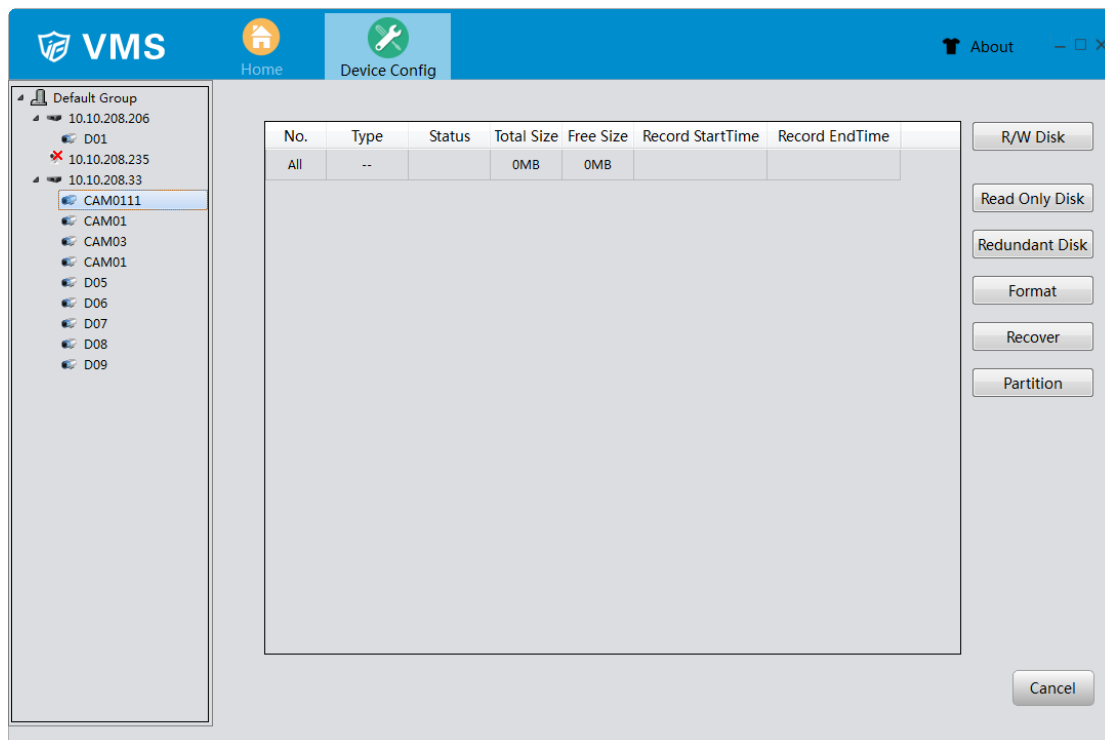 VMS
Home
Device Config
About
Default Group
10.10.208.206
D01
10.10.208.235
10.10.208.33
CAM0111
CAM01
CAM03
CAM01
D05
D06
D07
D08
D09
No. Type Status Total Size Free Size Record StartTime Record EndTime
All -- 0MB 0MB
R/W Disk
Read Only Disk
Redundant Disk
Format
Recover
Partition
Cancel